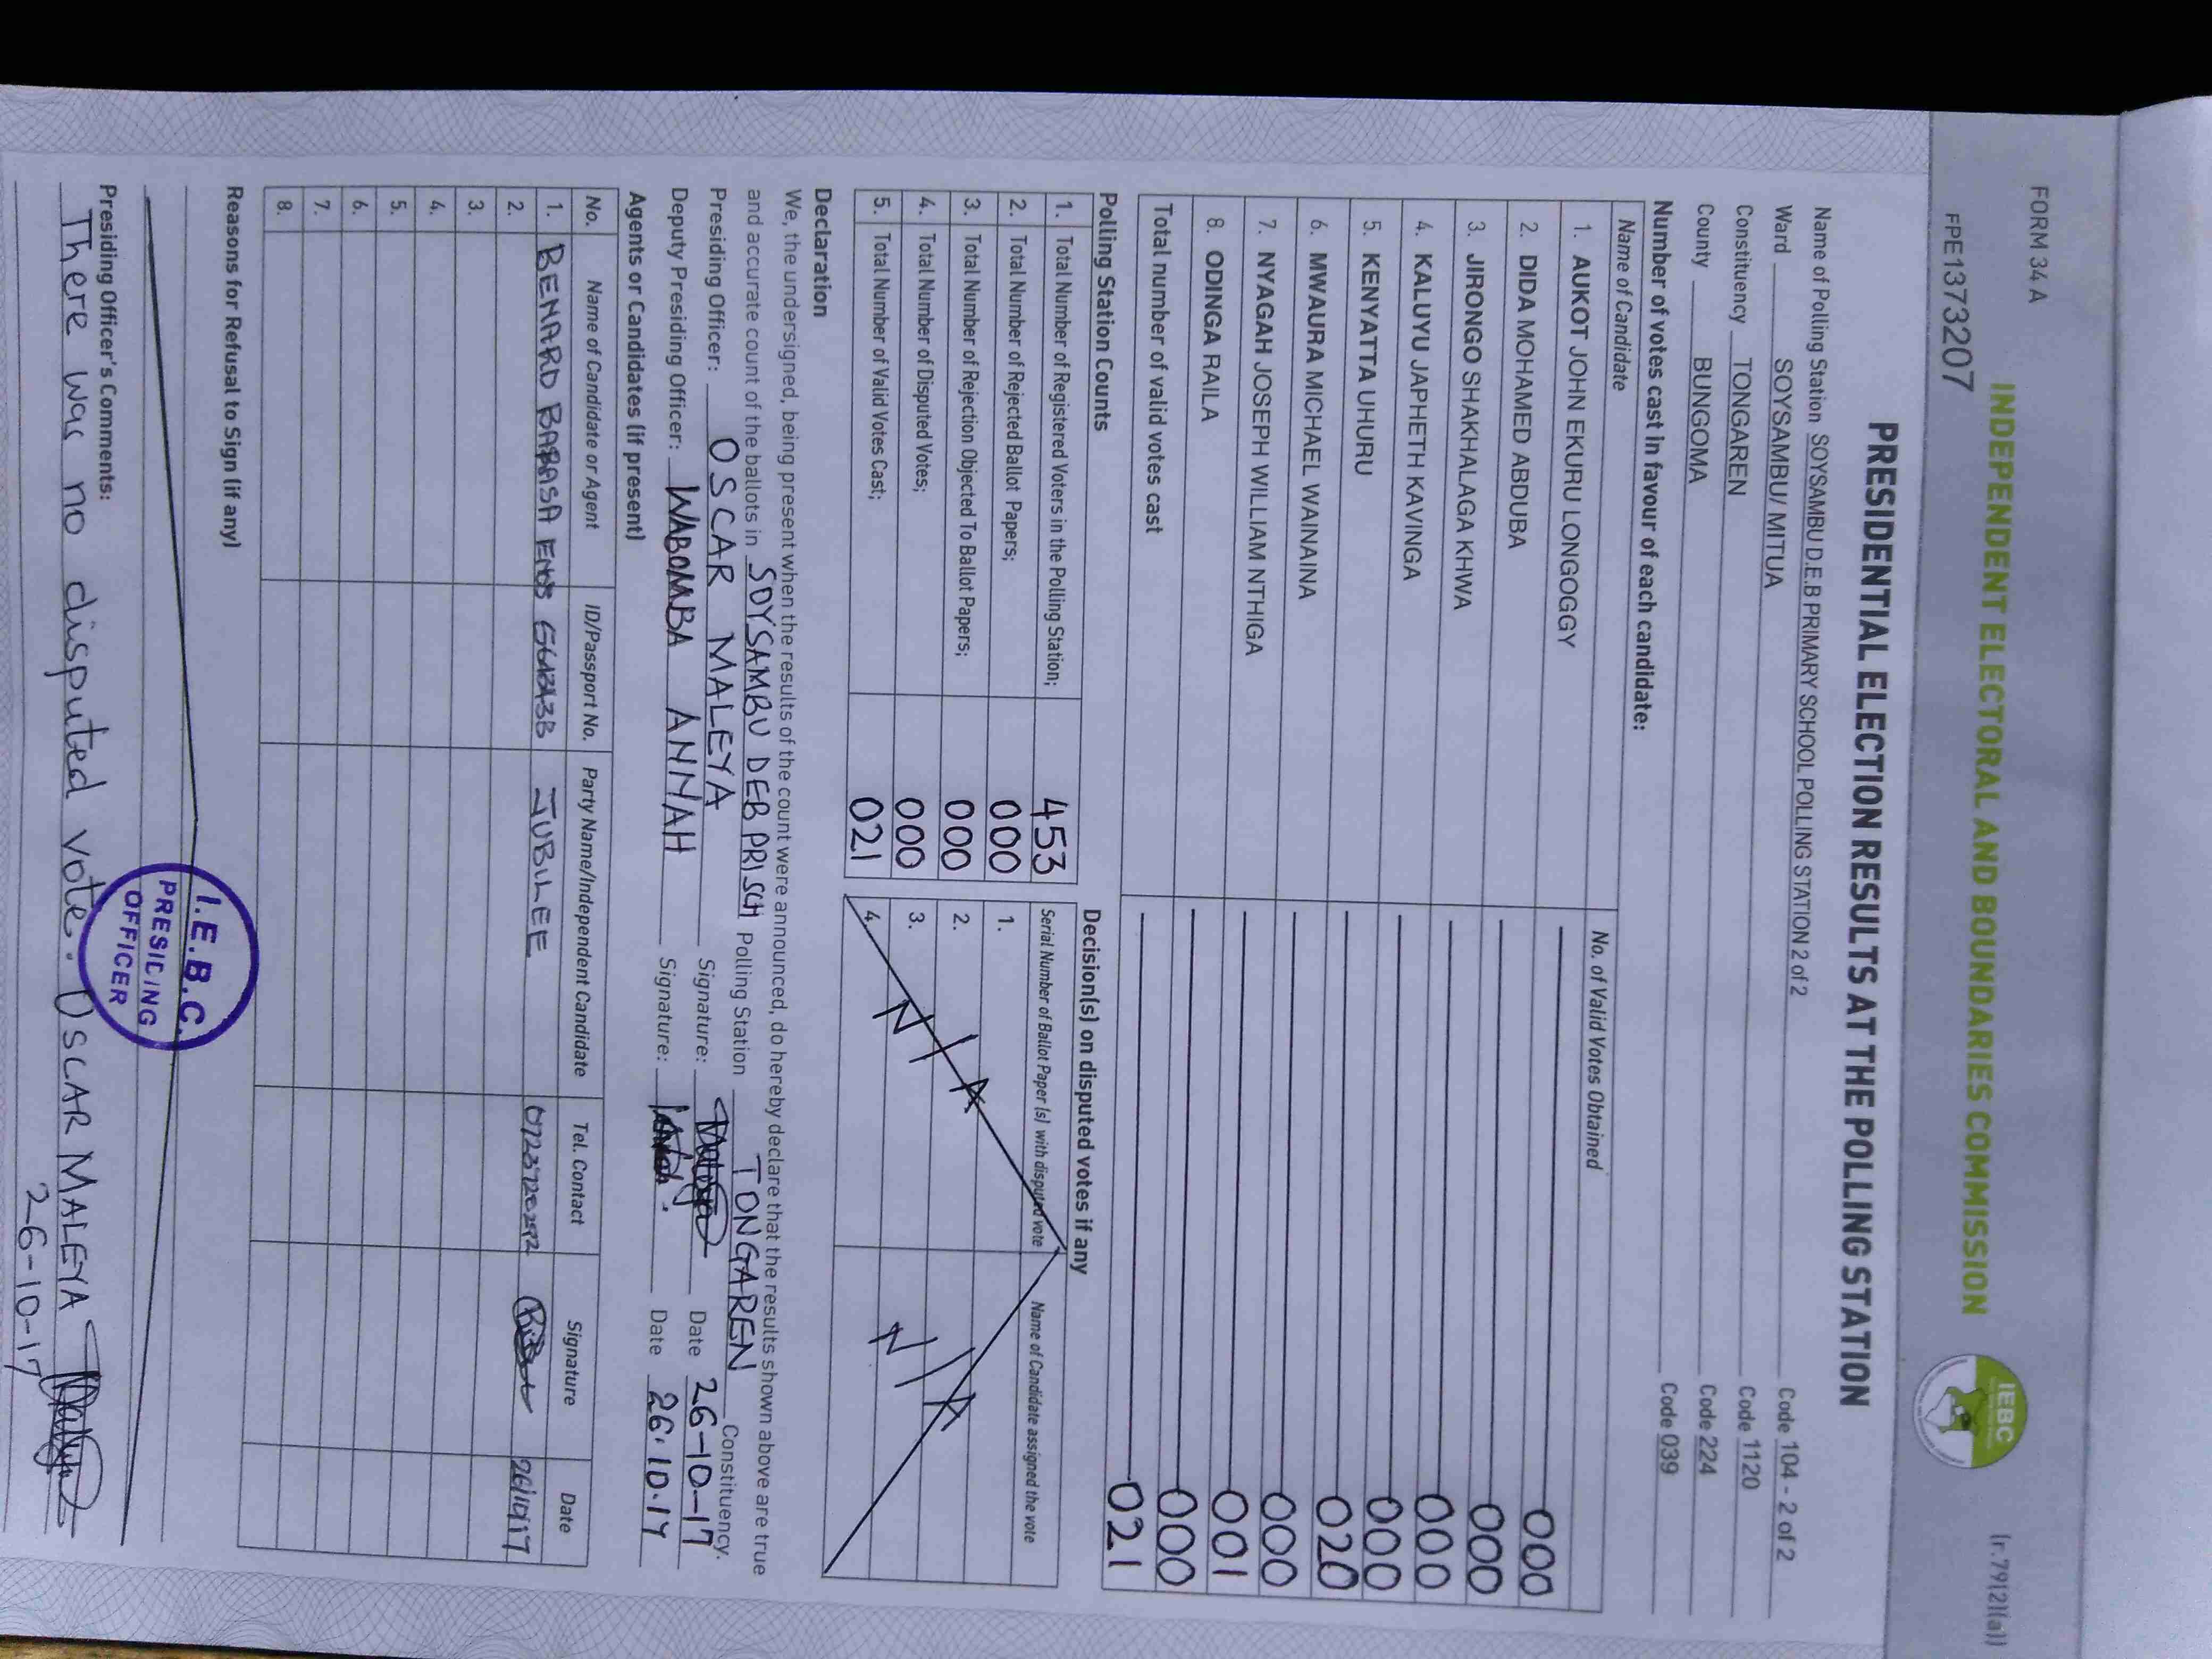 FORM 34 A
(r.79(2)(a))
INDEPENDENT ELECTORAL AND BOUNDARIES COMMISSION
IEBC
FPE1373207
PRESIDENTIAL ELECTION RESULTS AT THE POLLING STATION
Name of Polling Station SOYSAMBU D.E.B PRIMARY SCHOOL POLLING STATION 2 of 2 Code 104 - 2 of 2
Ward SOYSAMBU/ MITUA Code 1120
Constituency TONGAREN Code 224
County BUNGOMA Code 039
Number of votes cast in favour of each candidate:
Name of Candidate No. of Valid Votes Obtained
1. AUKOT JOHN EKURU LONGOGGY 000
2. DIDA MOHAMED ABDUBA 000
3. JIRONGO SHAKHALAGA KHWA 000
4. KALUYU JAPHETH KAVINGA 000
5. KENYATTA UHURU 020
6. MWAURA MICHAEL WAINAINA 000
7. NYAGAH JOSEPH WILLIAM NTHIGA 001
8. ODINGA RAILA 000
Total number of valid votes cast 021
Polling Station Counts
1. Total Number of Registered Voters in the Polling Station; 453
2. Total Number of Rejected Ballot Papers; 000
3. Total Number of Rejection Objected To Ballot Papers; 000
4. Total Number of Disputed Votes; 000
5. Total Number of Valid Votes Cast; 021
Decision(s) on disputed votes if any
Serial Number of Ballot Paper (s) with disputed vote Name of Candidate assigned the vote
1.
2.
3.
4.
N/A N/A
Declaration
We, the undersigned, being present when the results of the count were announced, do hereby declare that the results shown above are true
and accurate count of the ballots in SOYSAMBU DEB PRI SCH Polling Station TONGAREN Constituency.
Presiding Officer: OSCAR MALEYA Signature: Date 26-10-17
Deputy Presiding Officer: WABOMBA ANNAH Signature: Date 26.10.17
Agents or Candidates (if present)
No. Name of Candidate or Agent ID/Passport No. Party Name/Independent Candidate Tel. Contact Signature Date
1. BENARD BARASA JUBILEE 0723720292 26/10/17
2.
3.
4.
5.
6.
7.
8.
Reasons for Refusal to Sign (if any)
I.E.B.C.
PRESIDING
OFFICER
Presiding Officer's Comments:
There was no disputed vote. OSCAR MALEYA
26-10-17